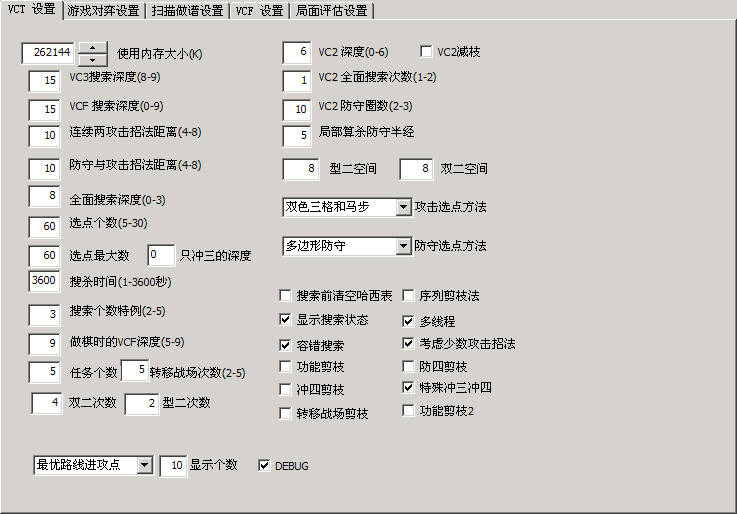 VCT 设置 游戏对弈设置 扫描做谱设置 VCF 设置 局面评估设置
262144 使用内存大小(K)
15 VC3搜索深度(8-9)
15 VCF 搜索深度(0-9)
10 连续两攻击招法距离(4-8)
10 防守与攻击招法距离(4-8)
8 全面搜索深度(0-3)
60 选点个数(5-30)
60 选点最大数 0 只冲三的深度
3600 搜杀时间(1-3600秒)
3 搜索个数特例(2-5)
9 做棋时的VCF深度(5-9)
5 任务个数 5 转移战场次数(2-5)
4 双二次数 2 型二次数
最优路线进攻点 10 显示个数 DEBUG
6 VC2 深度(0-6) VC2减枝
1 VC2 全面搜索次数(1-2)
10 VC2 防守圈数(2-3)
5 局部算杀防守半经
8 型二空间 8 双二空间
双色三格和马步 攻击选点方法
多边形防守 防守选点方法
搜索前清空哈西表 序列剪枝法
显示搜索状态 多线程
容错搜索 考虑少数攻击招法
功能剪枝 防四剪枝
冲四剪枝 特殊冲三冲四
转移战场剪枝 功能剪枝2